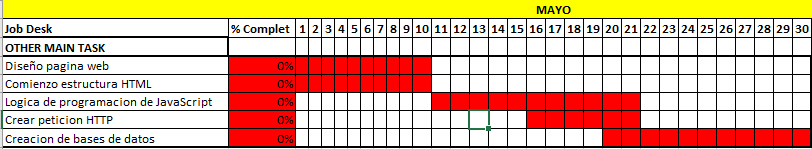 MAYO
Job Desk % Complet 1 2 3 4 5 6 7 8 9 10 11 12 13 14 15 16 17 18 19 20 21 22 23 24 25 26 27 28 29 30
OTHER MAIN TASK
Diseño pagina web 0%
Comienzo estructura HTML 0%
Logica de programacion de JavaScript 0%
Crear peticion HTTP 0%
Creacion de bases de datos 0%